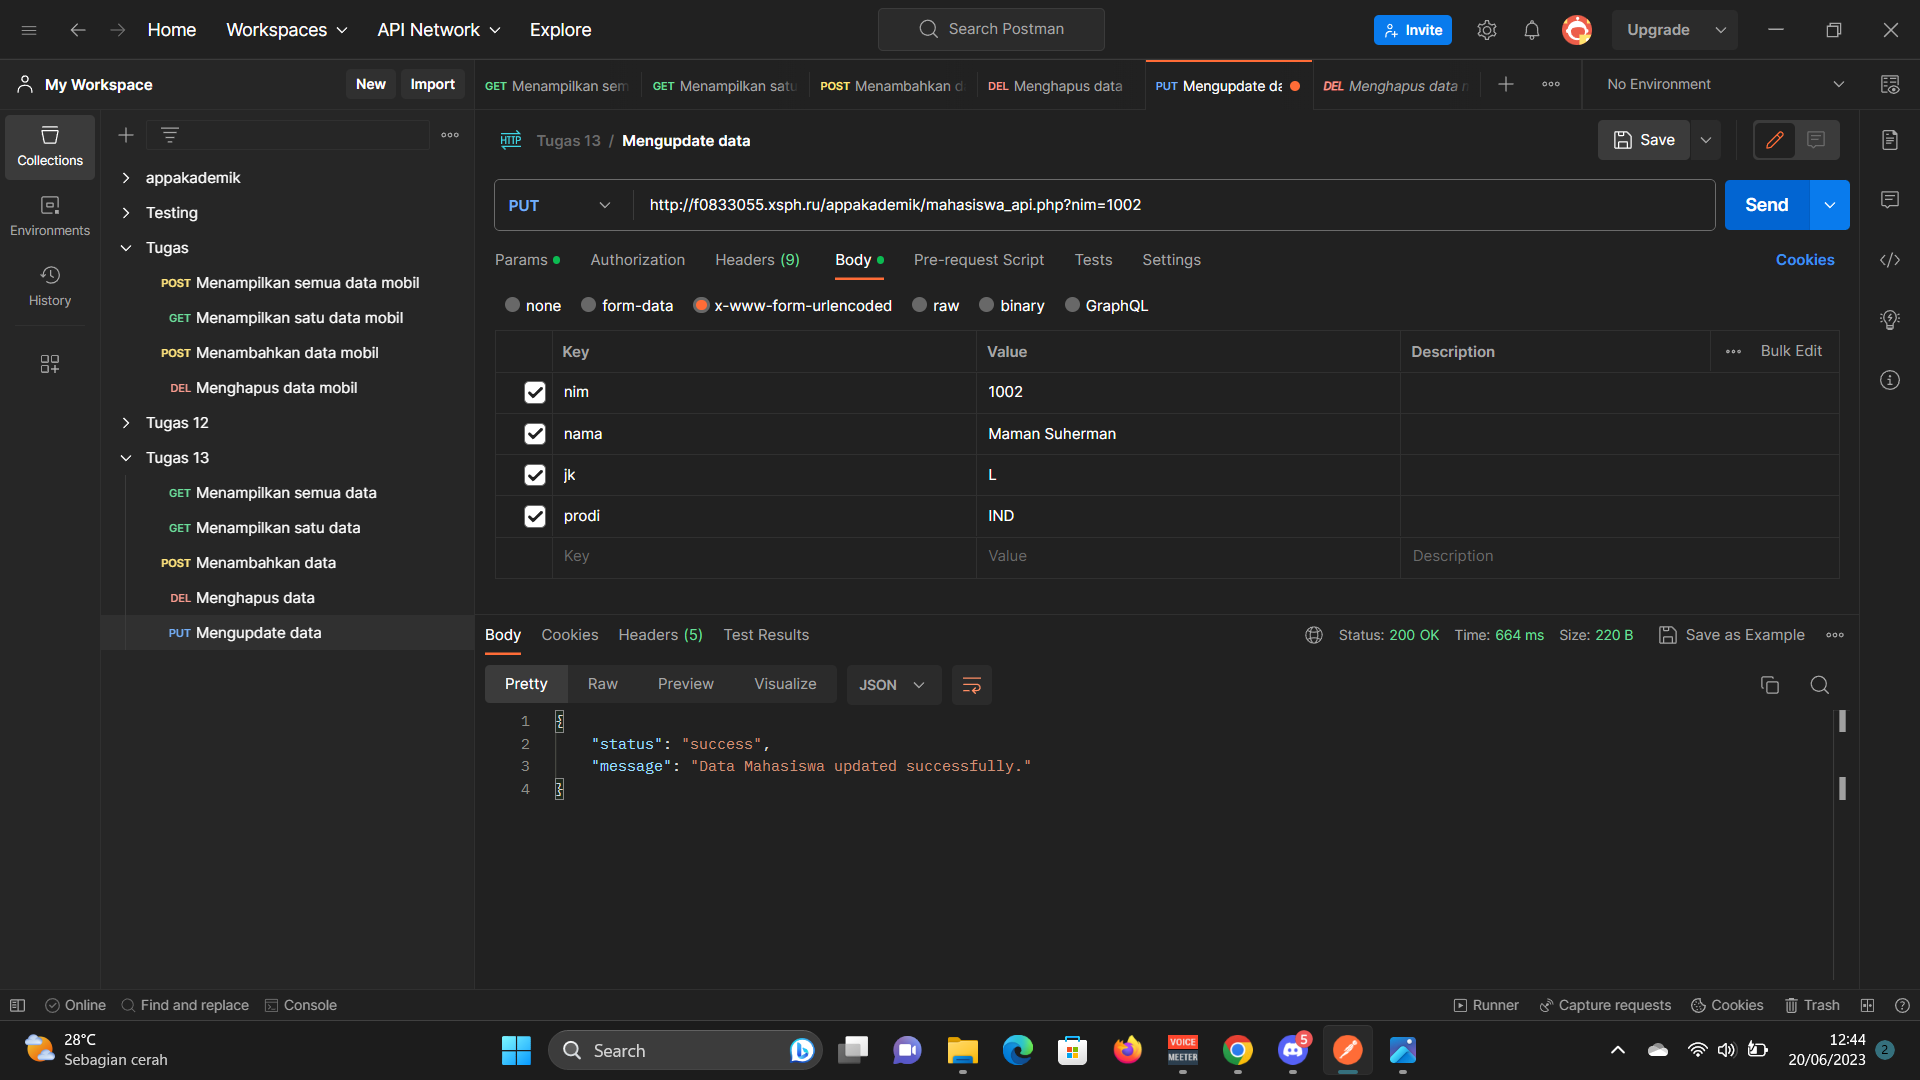 Home
Workspaces
API Network
Explore
Search Postman
Invite
Upgrade
My Workspace
New
Import
GET Menampilkan sem
GET Menampilkan satu
POST Menambahkan d
DEL Menghapus data
PUT Mengupdate da
DEL Menghapus data
No Environment
Collections
Environments
History
appakademik
Testing
Tugas
POST Menampilkan semua data mobil
GET Menampilkan satu data mobil
POST Menambahkan data mobil
DEL Menghapus data mobil
Tugas 12
Tugas 13
GET Menampilkan semua data
GET Menampilkan satu data
POST Menambahkan data
DEL Menghapus data
PUT Mengupdate data
HTTP Tugas 13 / Mengupdate data
Save
PUT
http://f0833055.xsph.ru/appakademik/mahasiswa_api.php?nim=1002
Send
Params
Authorization
Headers (9)
Body
Pre-request Script
Tests
Settings
Cookies
none
form-data
x-www-form-urlencoded
raw
binary
GraphQL
Key Value Description Bulk Edit
nim 1002
nama Maman Suherman
jk L
prodi IND
Key Value Description
Body
Cookies
Headers (5)
Test Results
Status: 200 OK Time: 664 ms Size: 220 B
Save as Example
Pretty
Raw
Preview
Visualize
JSON
1 {
2 "status": "success",
3 "message": "Data Mahasiswa updated successfully."
4 }
Online
Find and replace
Console
Runner
Capture requests
Cookies
Trash
28°C
Sebagian cerah
Search
VOICE
MEETER
5
12:44
20/06/2023
2